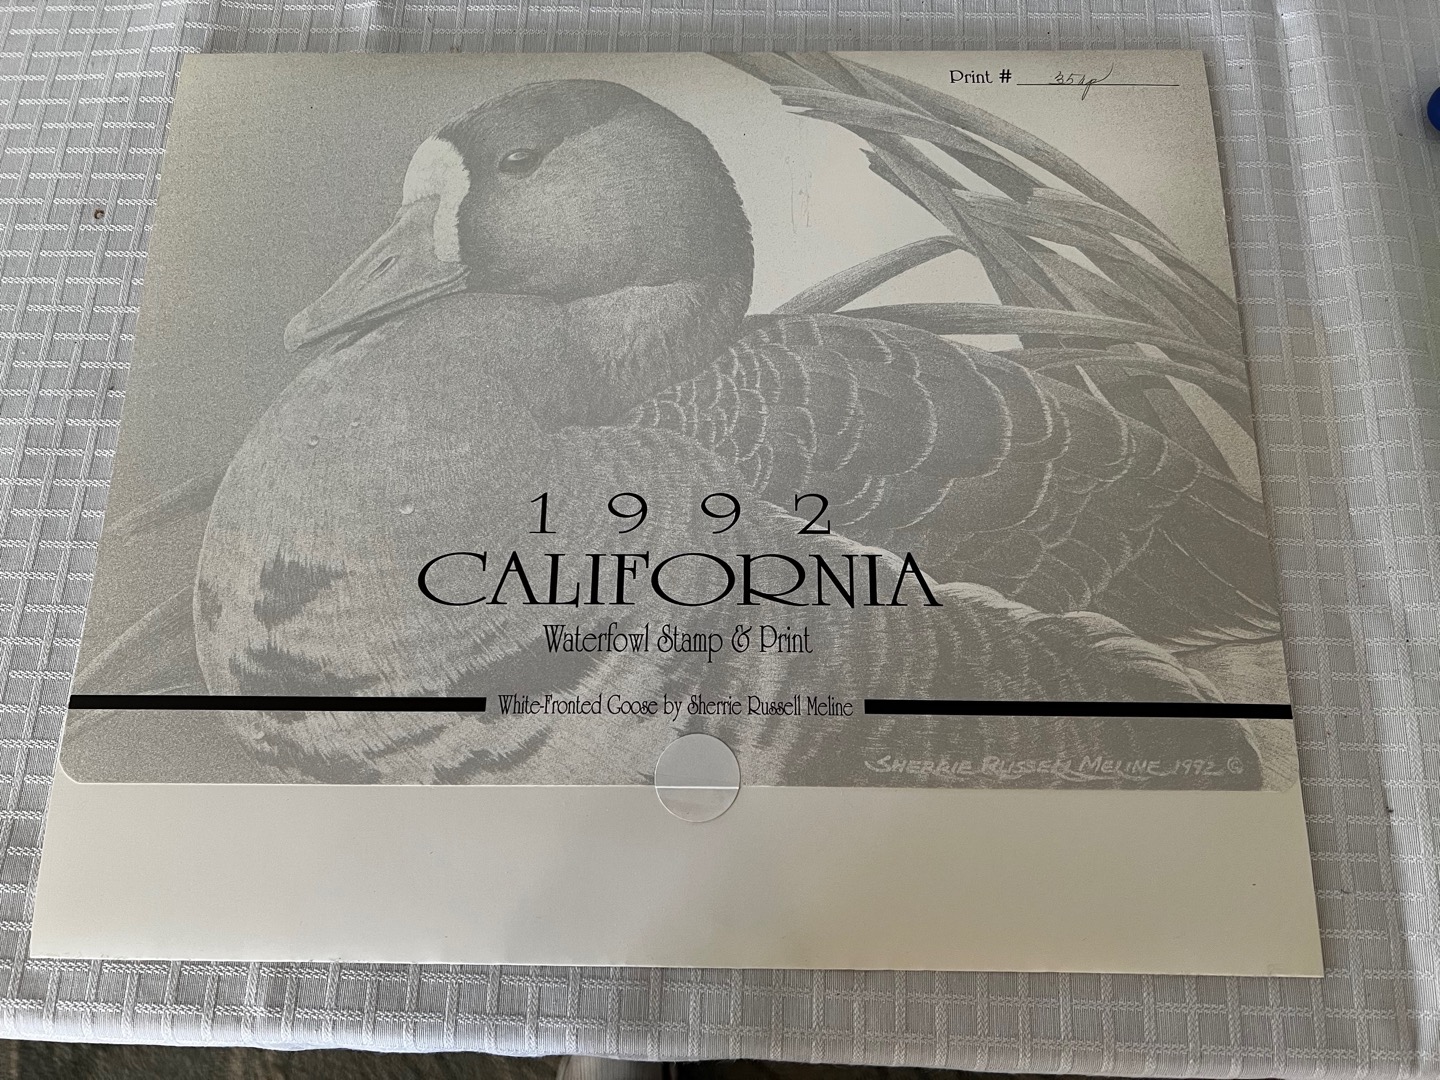 Print #
1992
CALIFORNIA
Waterfowl Stamp & Print
White-Fronted Goose by Sherrie Russell Meline
SHERRIE RUSSELL MELINE 1992 ©